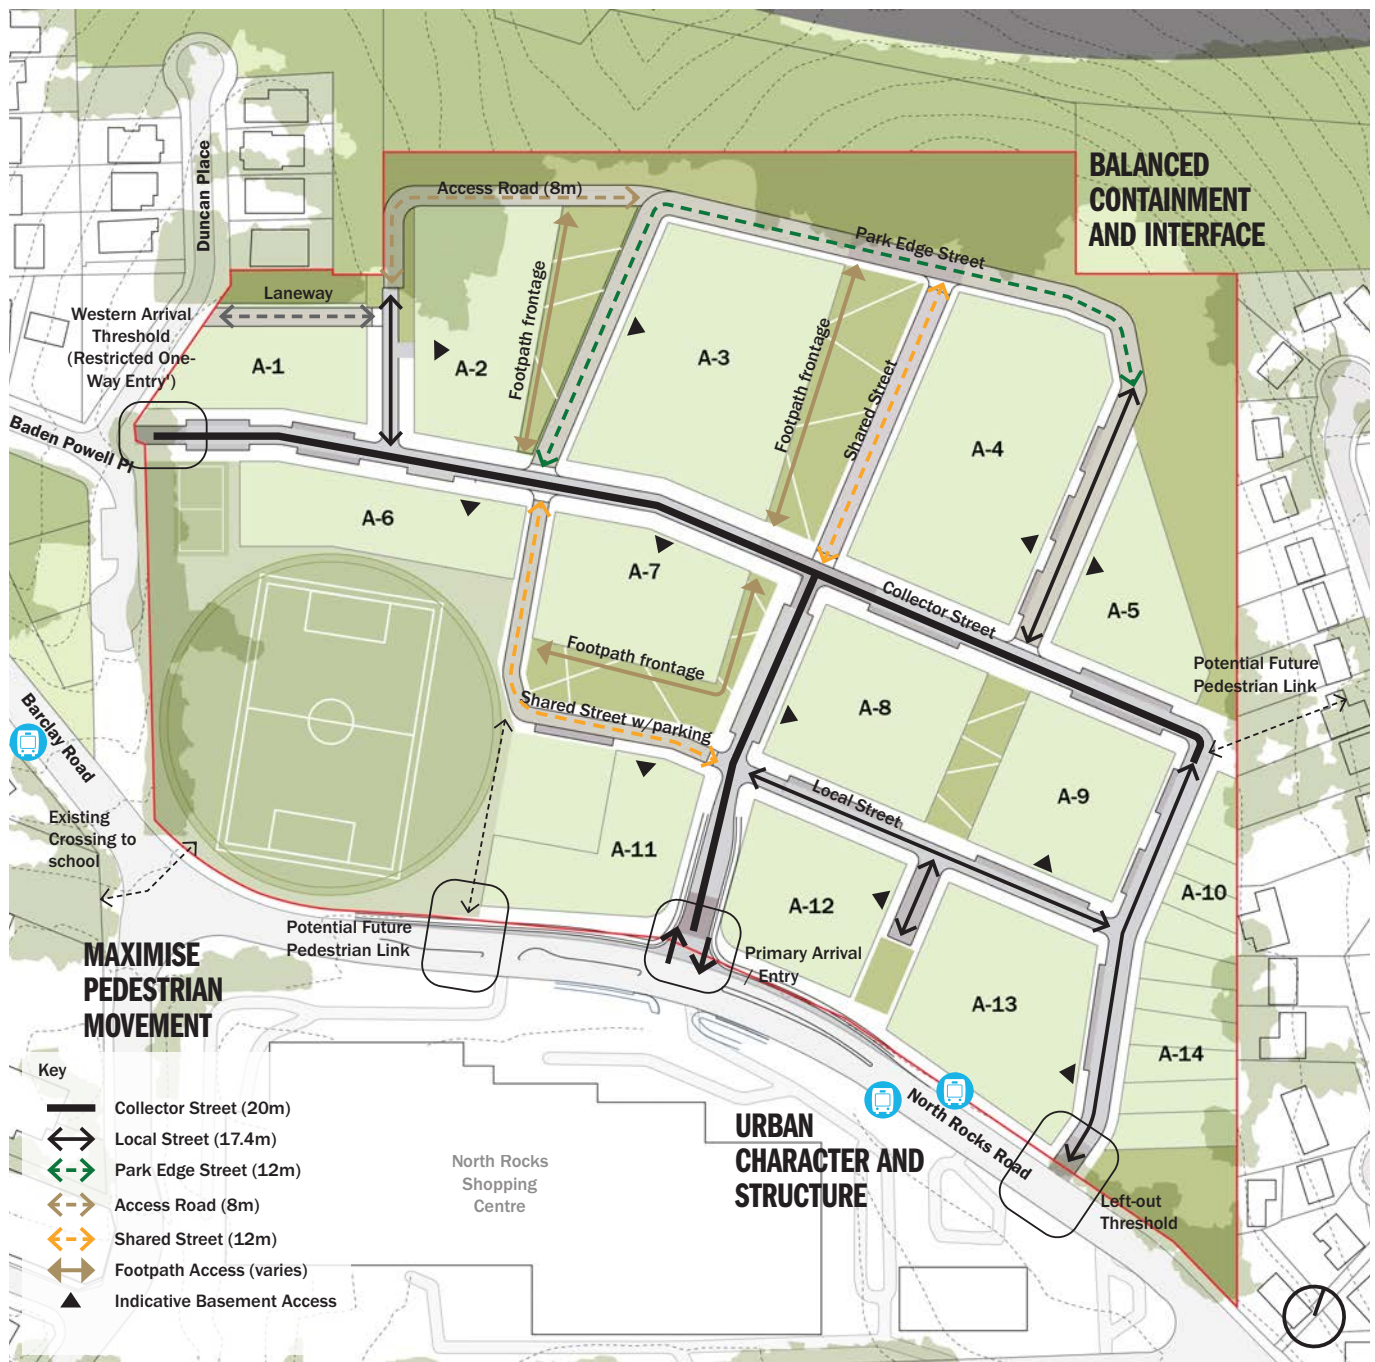 Duncan Place
Access Road (8m)
BALANCED
CONTAINMENT
AND INTERFACE
Park Edge Street
Laneway
Western Arrival
Threshold
(Restricted One-
Way Entry')
Footpath frontage
Footpath frontage
Shared Street
A-1
A-2
A-3
A-4
Baden Powell Pl
A-6
A-7
Collector Street
A-5
Footpath frontage
Potential Future
Pedestrian Link
Shared Street w/parking
A-8
Barclay Road
Local Street
A-9
Existing
Crossing to
school
A-11
A-10
A-12
Potential Future
Pedestrian Link
Primary Arrival
/ Entry
MAXIMISE
PEDESTRIAN
MOVEMENT
A-13
A-14
North Rocks Road
URBAN
CHARACTER AND
STRUCTURE
North Rocks
Shopping
Centre
Left-out
Threshold
Key
Collector Street (20m)
Local Street (17.4m)
Park Edge Street (12m)
Access Road (8m)
Shared Street (12m)
Footpath Access (varies)
Indicative Basement Access